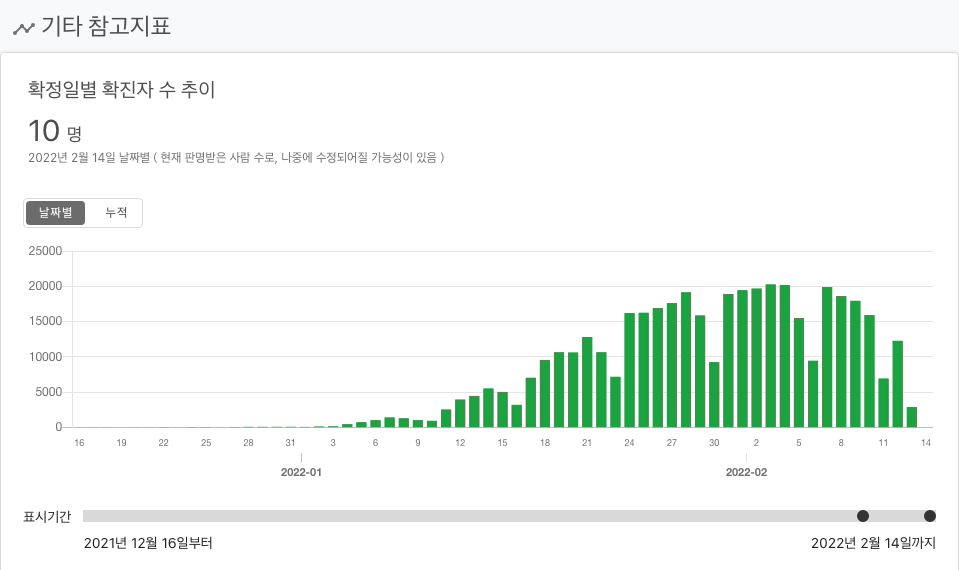 기타 참고지표
확정일별 확진자 수 추이
10 명
2022년 2월 14일 날짜별 ( 현재 판명받은 사람 수로, 나중에 수정되어질 가능성이 있음 )
날짜별 누적
25000
20000
15000
10000
5000
0
16 19 22 25 28 31 3 6 9 12 15 18 21 24 27 30 2 5 8 11 14
2022-01 2022-02
표시기간
2021년 12월 16일부터 2022년 2월 14일까지